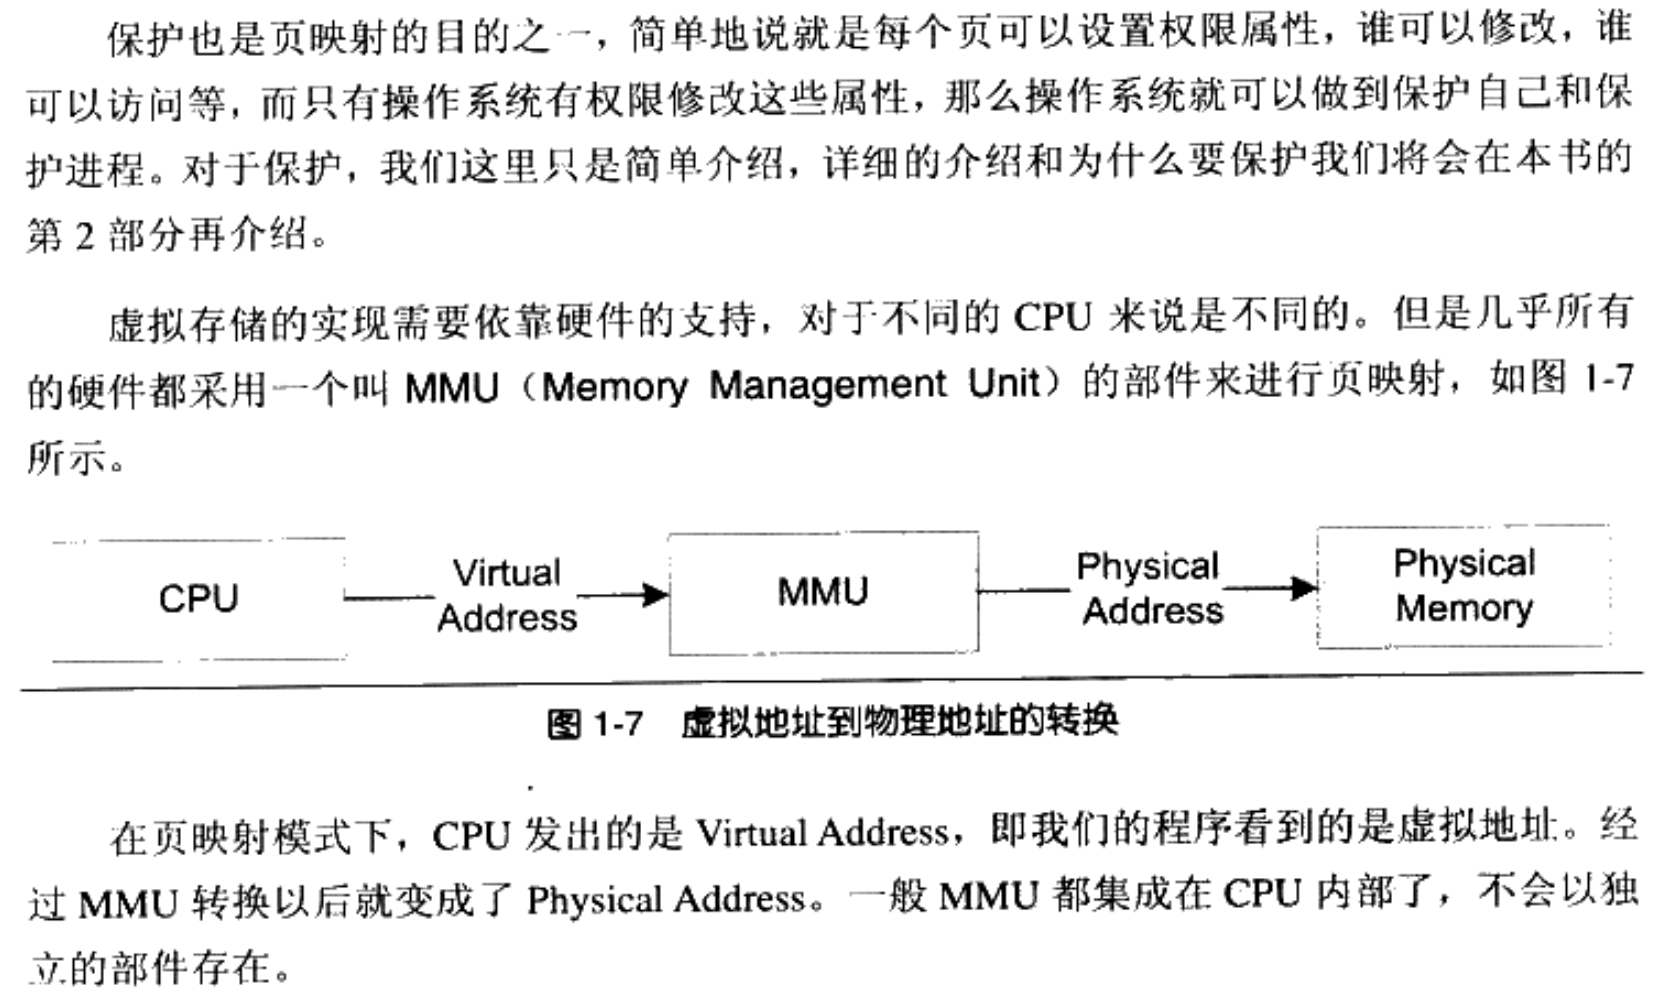 保护也是页映射的目的之一，简单地说就是每个页可以设置权限属性，谁可以修改，谁
可以访问等，而只有操作系统有权限修改这些属性，那么操作系统就可以做到保护自己和保
护进程。对于保护，我们这里只是简单介绍，详细的介绍和为什么要保护我们将会在本书的
第 2 部分再介绍。
虚拟存储的实现需要依靠硬件的支持，对于不同的 CPU 来说是不同的。但是几乎所有
的硬件都采用一个叫 MMU（Memory Management Unit）的部件来进行页映射，如图 1-7
所示。
CPU
Virtual
Address
MMU
Physical
Address
Physical
Memory
图 1-7 虚拟地址到物理地址的转换
在页映射模式下，CPU 发出的是 Virtual Address，即我们的程序看到的是虚拟地址。经
过 MMU 转换以后就变成了 Physical Address。一般 MMU 都集成在 CPU 内部了，不会以独
立的部件存在。